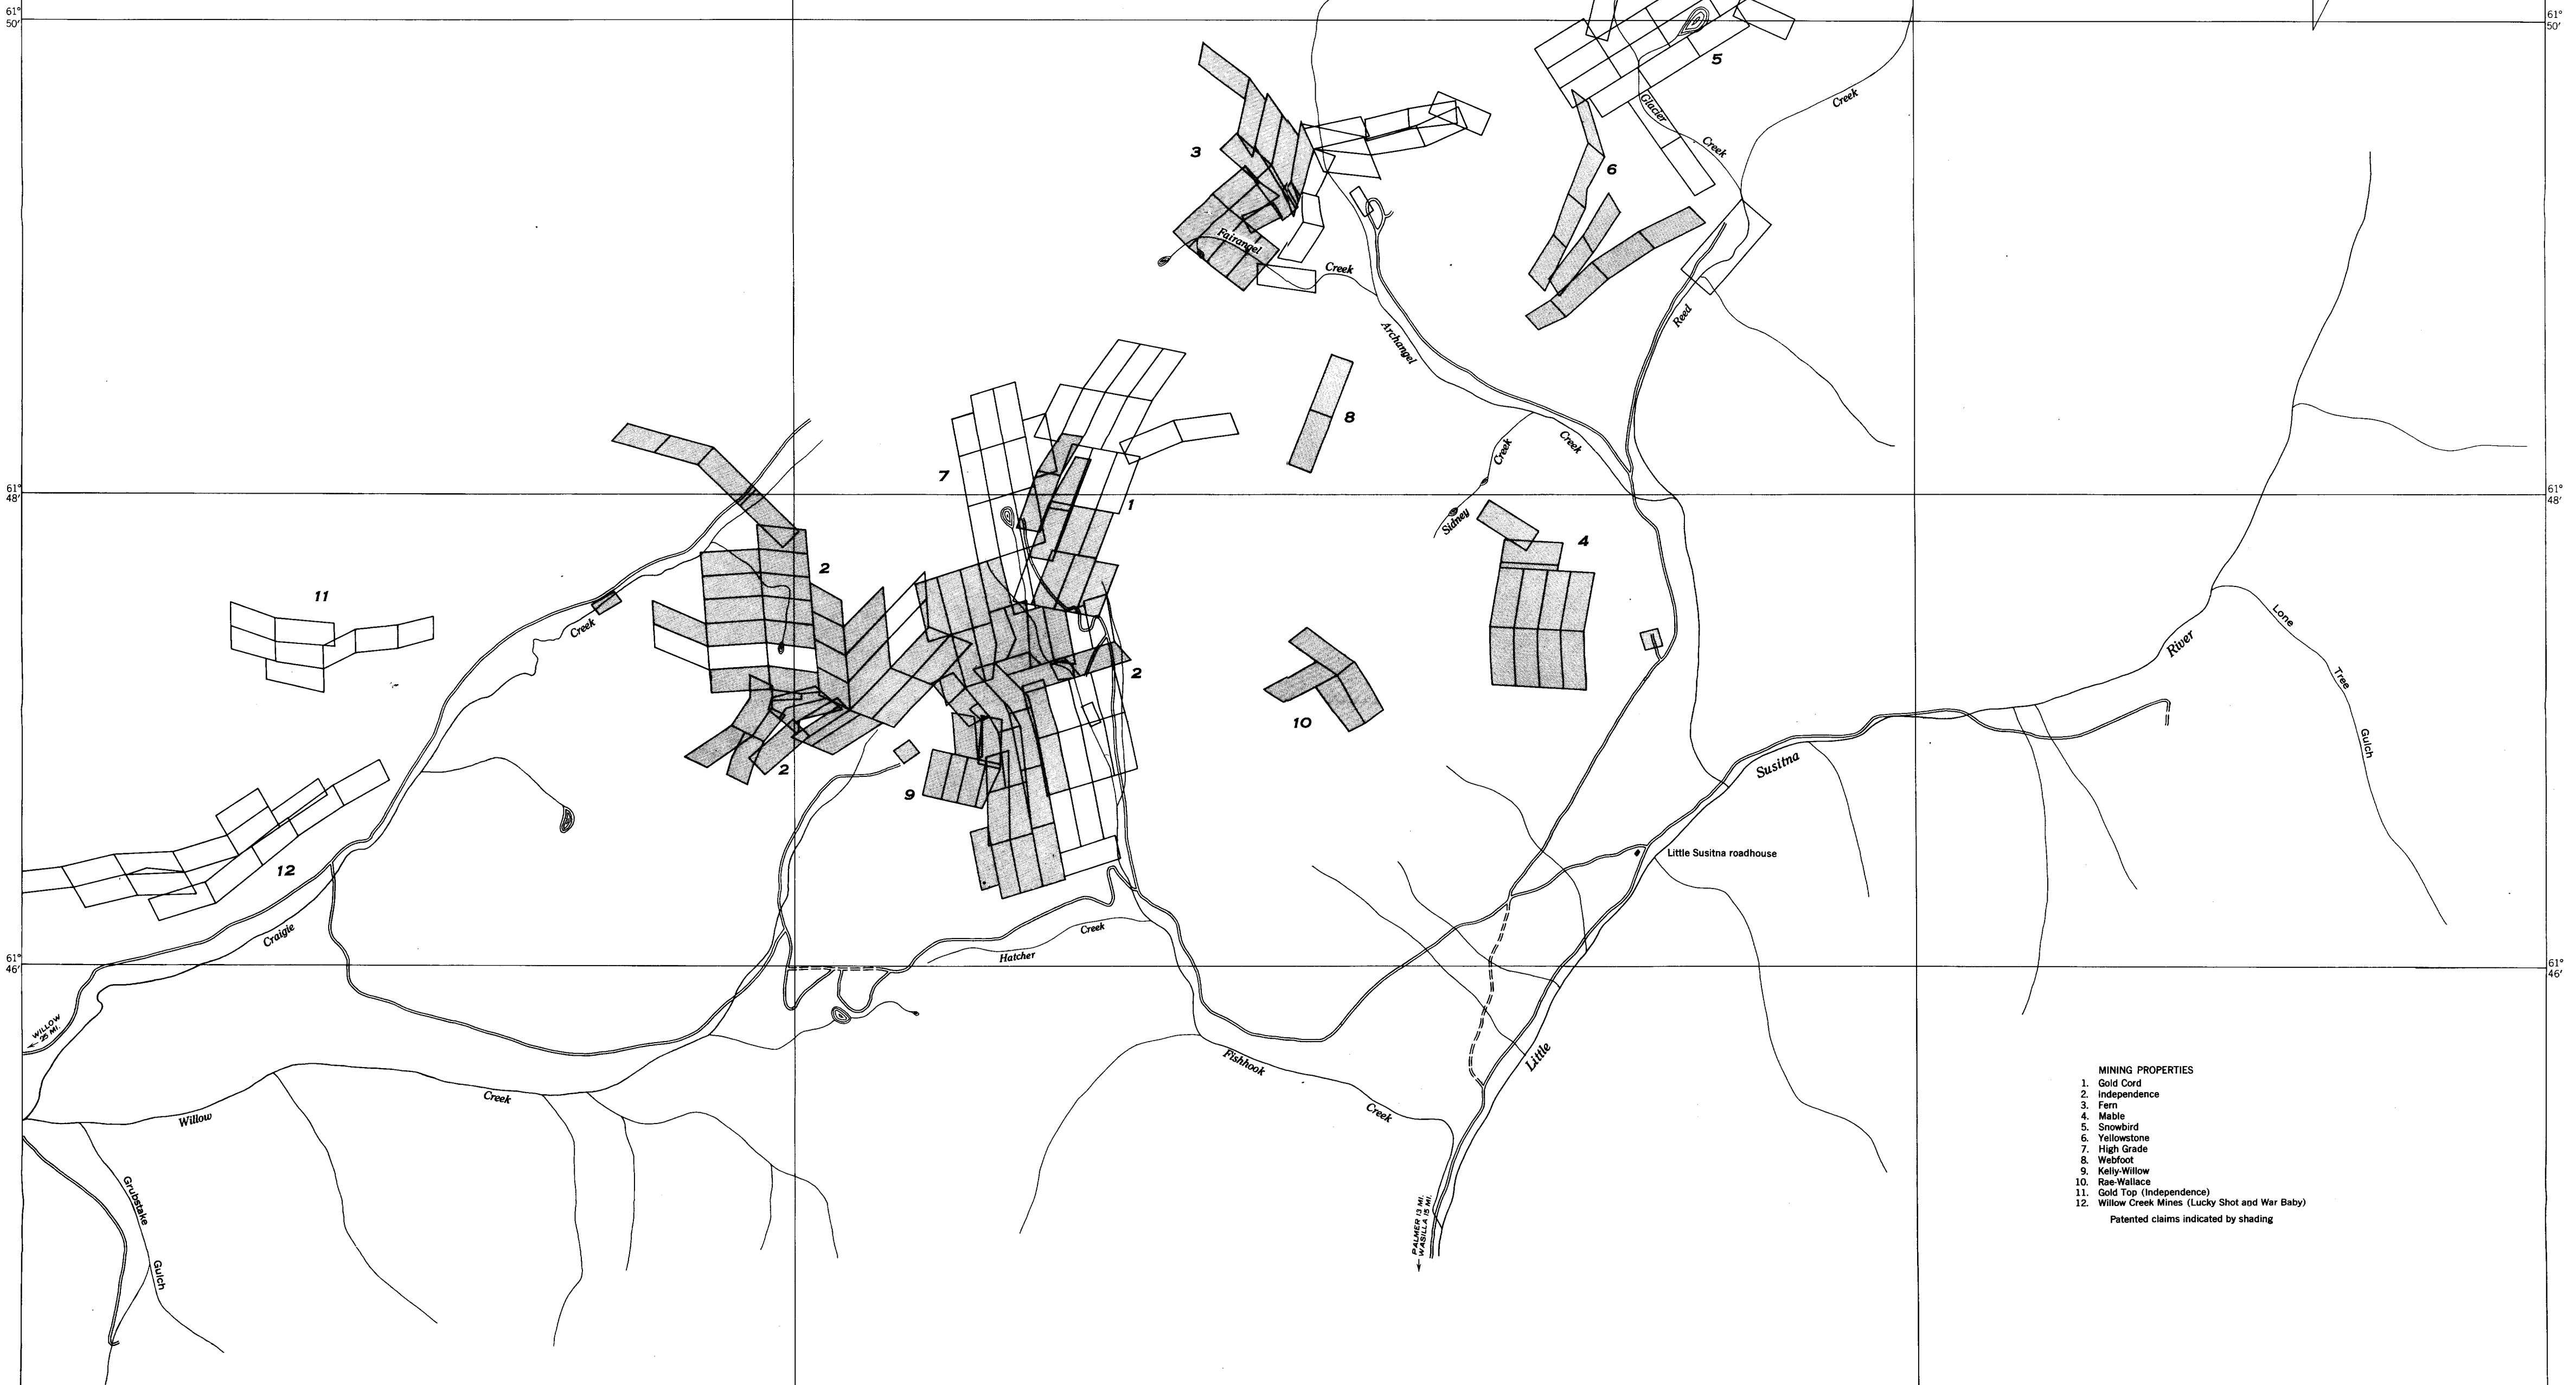 61°
50'
61°
50'
5
Glacier
Creek
Creek
3
6
Fairangel
Creek
Archangel
Reed
8
Creek
Creek
Sidney
7
1
61°
48'
61°
48'
4
2
11
Creek
Lone
Tree
Gulch
River
2
10
2
9
Susitna
Little Susitna roadhouse
12
Craigie
Creek
Hatcher
61°
46'
61°
46'
WILLOW
25 MI.
Fishhook
Creek
Little
Willow
Creek
Grubstake
Gulch
PALMER 13 MI.
WASILLA 15 MI.
MINING PROPERTIES
1. Gold Cord
2. Independence
3. Fern
4. Mable
5. Snowbird
6. Yellowstone
7. High Grade
8. Webfoot
9. Kelly-Willow
10. Rae-Wallace
11. Gold Top (Independence)
12. Willow Creek Mines (Lucky Shot and War Baby)
Patented claims indicated by shading